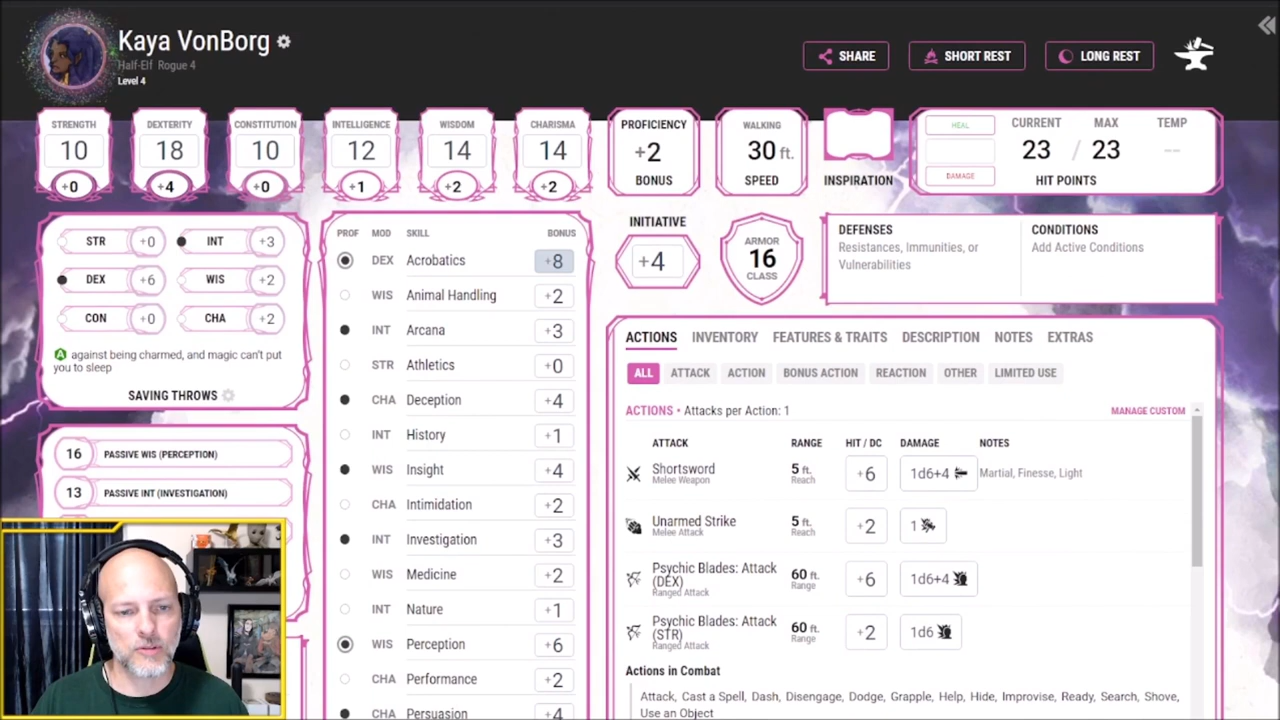 Kaya VonBorg
Half-Elf Rogue 4
Level 4
SHARE
SHORT REST
LONG REST
STRENGTH
10
+0
DEXTERITY
18
+4
CONSTITUTION
10
+0
INTELLIGENCE
12
+1
WISDOM
14
+2
CHARISMA
14
+2
PROFICIENCY
+2
BONUS
WALKING
30 ft.
SPEED
INSPIRATION
HEAL
DAMAGE
CURRENT MAX TEMP
23 / 23 --
HIT POINTS
STR +0 INT +3
DEX +6 WIS +2
CON +0 CHA +2
A against being charmed, and magic can't put
you to sleep
SAVING THROWS
16 PASSIVE WIS (PERCEPTION)
13 PASSIVE INT (INVESTIGATION)
PROF MOD SKILL BONUS
DEX Acrobatics +8
WIS Animal Handling +2
INT Arcana +3
STR Athletics +0
CHA Deception +4
INT History +1
WIS Insight +4
CHA Intimidation +2
INT Investigation +3
WIS Medicine +2
INT Nature +1
WIS Perception +6
CHA Performance +2
CHA Persuasion +4
INITIATIVE
+4
ARMOR
16
CLASS
DEFENSES
Resistances, Immunities, or
Vulnerabilities
CONDITIONS
Add Active Conditions
ACTIONS INVENTORY FEATURES & TRAITS DESCRIPTION NOTES EXTRAS
ALL ATTACK ACTION BONUS ACTION REACTION OTHER LIMITED USE
ACTIONS • Attacks per Action: 1 MANAGE CUSTOM
ATTACK RANGE HIT / DC DAMAGE NOTES
Shortsword 5 ft. +6 1d6+4 Martial, Finesse, Light
Melee Weapon Reach
Unarmed Strike 5 ft. +2 1
Melee Attack Reach
Psychic Blades: Attack
(DEX) 60 ft. +6 1d6+4
Ranged Attack Range
Psychic Blades: Attack
(STR) 60 ft. +2 1d6
Ranged Attack Range
Actions in Combat
Attack, Cast a Spell, Dash, Disengage, Dodge, Grapple, Help, Hide, Improvise, Ready, Search, Shove,
Use an Object